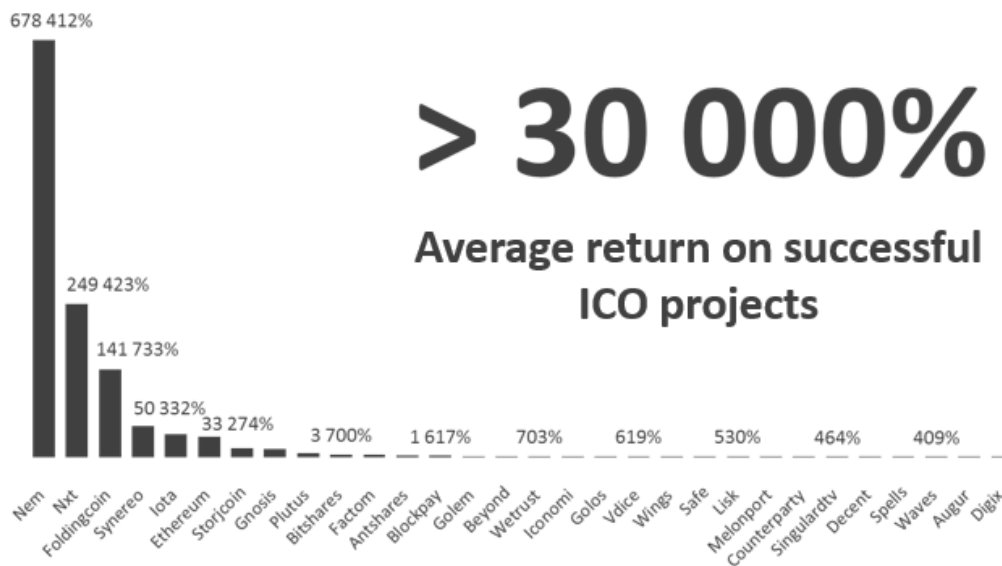 678 412%
> 30 000%
Average return on successful
ICO projects
249 423%
141 733%
50 332%
33 274%
3 700%
1 617%
703%
619%
530%
464%
409%
Nem
Nxt
Foldingcoin
Synereo
Iota
Ethereum
Storjcoin
Gnosis
Plutus
Bitshares
Factom
Antshares
Blockpay
Golem
Beyond
Wetrust
Iconomi
Golos
Vdice
Wings
Safe
Lisk
Melonport
Counterparty
Singulardtv
Decent
Spells
Waves
Augur
Digix